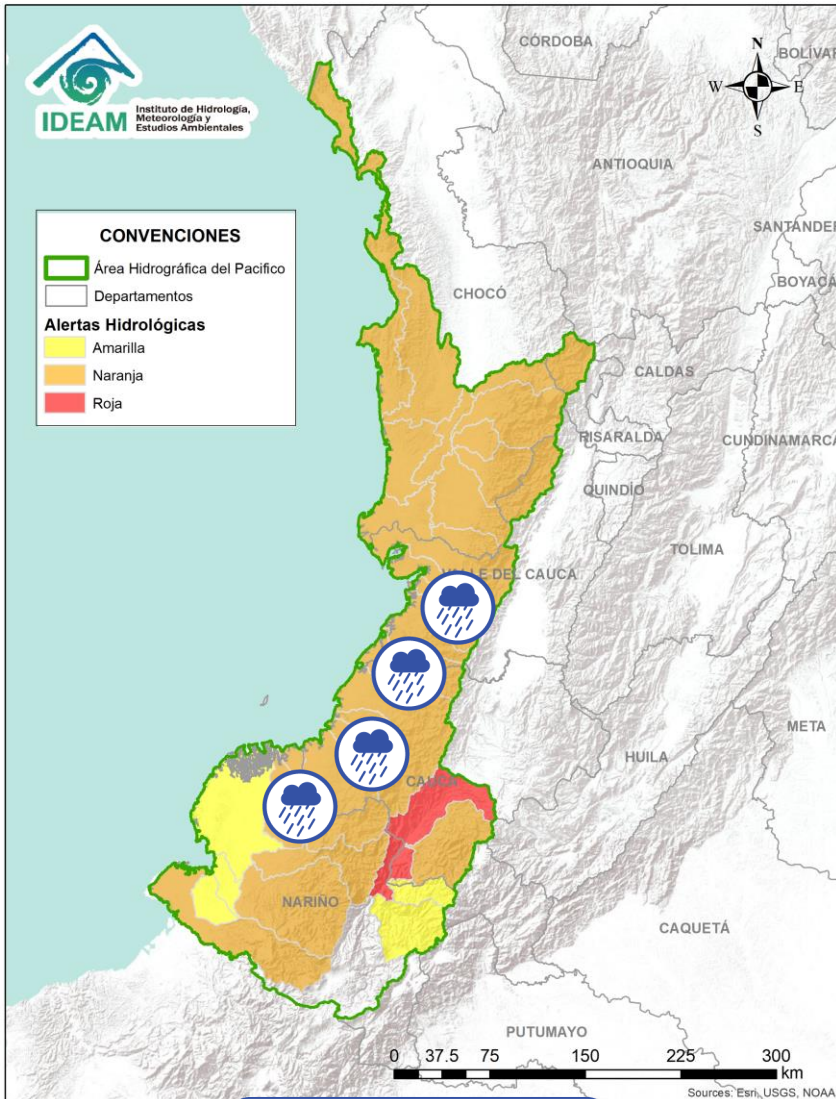 IDEAM
Instituto de Hidrología,
Meteorología y
Estudios Ambientales
CÓRDOBA
BOLÍVAR
N
W
E
S
ANTIOQUIA
SANTANDER
BOYACÁ
CONVENCIONES
Área Hidrográfica del Pacifico
Departamentos
Alertas Hidrológicas
Amarilla
Naranja
Roja
CHOCÓ
CALDAS
RISARALDA
CUNDINAMARCA
QUINDÍO
TOLIMA
VALLE DEL CAUCA
META
HUILA
CAUCA
NARIÑO
CAQUETÁ
PUTUMAYO
0 37.5 75 150 225 300
km
Sources: Esri, USGS, NOAA